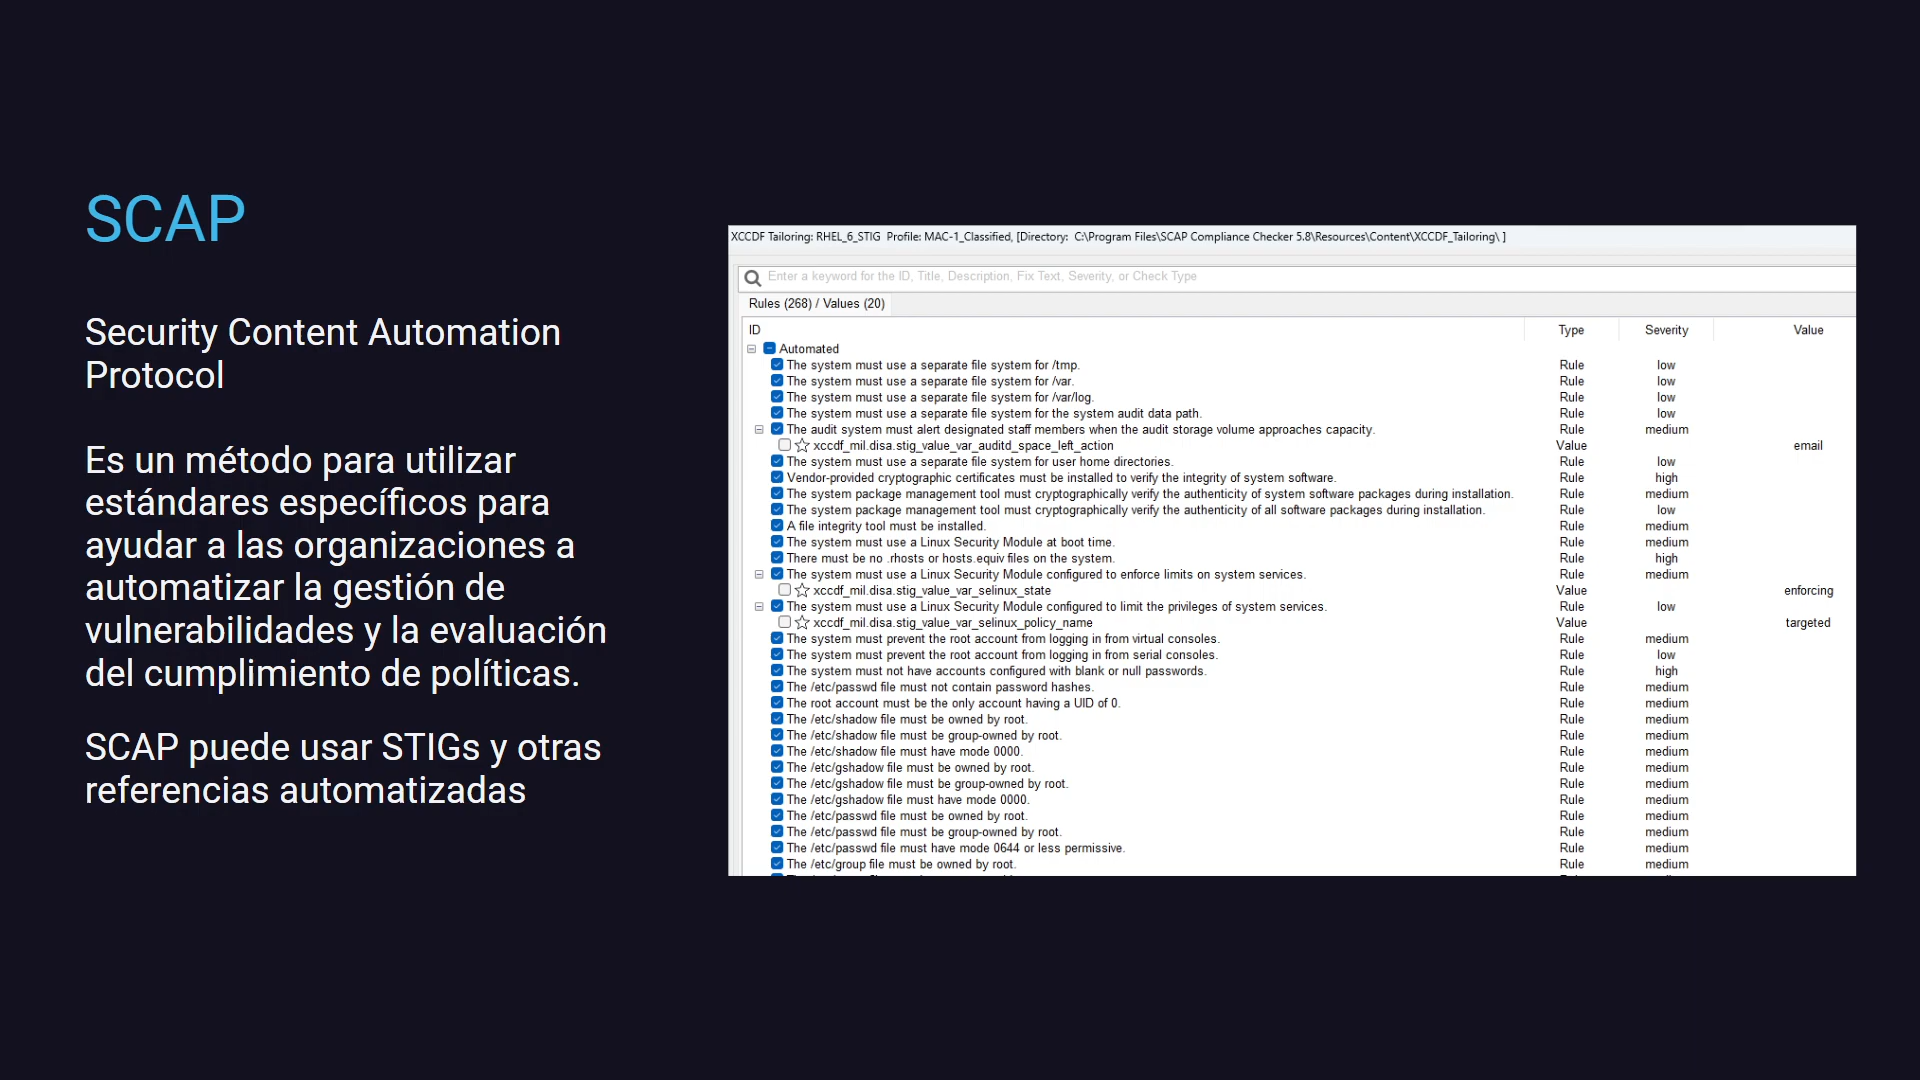 SCAP
Security Content Automation
Protocol
Es un método para utilizar
estándares específicos para
ayudar a las organizaciones a
automatizar la gestión de
vulnerabilidades y la evaluación
del cumplimiento de políticas.
SCAP puede usar STIGs y otras
referencias automatizadas
XCCDF Tailoring: RHEL_6_STIG Profile: MAC-1_Classified, [Directory: C:\Program Files\SCAP Compliance Checker 5.8\Resources\Content\XCCDF_Tailoring\ ]
Enter a keyword for the ID, Title, Description, Fix Text, Severity, or Check Type
Rules (268) / Values (20)
ID Type Severity Value
Automated
The system must use a separate file system for /tmp. Rule low
The system must use a separate file system for /var. Rule low
The system must use a separate file system for /var/log. Rule low
The system must use a separate file system for the system audit data path. Rule low
The audit system must alert designated staff members when the audit storage volume approaches capacity. Rule medium
xccdf_mil.disa.stig_value_var_auditd_space_left_action Value email
The system must use a separate file system for user home directories. Rule low
Vendor-provided cryptographic certificates must be installed to verify the integrity of system software. Rule high
The system package management tool must cryptographically verify the authenticity of system software packages during installation. Rule medium
The system package management tool must cryptographically verify the authenticity of all software packages during installation. Rule low
A file integrity tool must be installed. Rule medium
The system must use a Linux Security Module at boot time. Rule medium
There must be no .rhosts or hosts.equiv files on the system. Rule high
The system must use a Linux Security Module configured to enforce limits on system services. Rule medium
xccdf_mil.disa.stig_value_var_selinux_state Value enforcing
The system must use a Linux Security Module configured to limit the privileges of system services. Rule low
xccdf_mil.disa.stig_value_var_selinux_policy_name Value targeted
The system must prevent the root account from logging in from virtual consoles. Rule medium
The system must prevent the root account from logging in from serial consoles. Rule low
The system must not have accounts configured with blank or null passwords. Rule high
The /etc/passwd file must not contain password hashes. Rule medium
The root account must be the only account having a UID of 0. Rule medium
The /etc/shadow file must be owned by root. Rule medium
The /etc/shadow file must be group-owned by root. Rule medium
The /etc/shadow file must have mode 0000. Rule medium
The /etc/gshadow file must be owned by root. Rule medium
The /etc/gshadow file must be group-owned by root. Rule medium
The /etc/gshadow file must have mode 0000. Rule medium
The /etc/passwd file must be owned by root. Rule medium
The /etc/passwd file must be group-owned by root. Rule medium
The /etc/passwd file must have mode 0644 or less permissive. Rule medium
The /etc/group file must be owned by root. Rule medium